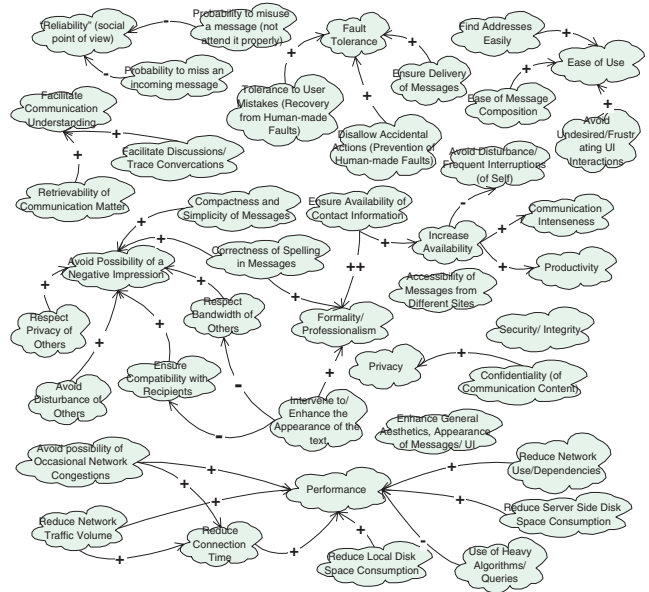 "Reliability" (social
point of view)
-
Probability to misuse
a message (not
attend it properly)
-
Probability to miss an
incoming message
Fault
Tolerance
+
+
+
Ensure Delivery
of Messages
Tolerance to User
Mistakes (Recovery
from Human-made
Faults)
Disallow Accidental
Actions (Prevention of
Human-made Faults)
Find Addresses
Easily
+
Ease of Use
+
Ease of Message
Composition
+
Avoid
Undesired/Frustr
ating UI
Interactions
Facilitate
Communication
Understanding
+
Facilitate Discussions/
Trace Convercations
+
Retrievability of
Communication Matter
Avoid Disturbance/
Frequent Interruptions
(of Self)
-
Compactness and
Simplicity of Messages
+
Ensure Availability of
Contact Information
+
Increase
Availability
+
Communication
Intenseness
+
Productivity
Avoid Possibility of a
Negative Impression
+
Correctness of Spelling
in Messages
+
++
+
Respect
Bandwidth of
Others
Formality/
Professionalism
Accessibility of
Messages from
Different Sites
+
Respect
Privacy of
Others
+
+
Security/ Integrity
Privacy
+
Confidentiality (of
Communication Content)
Avoid
Disturbance of
Others
Ensure
Compatibility with
Recipients
-
-
+
Intervene to/
Enhance the
Appearance of the
text
Enhance General
Aesthetics, Appearance
of Messages/ UI
Avoid possibility of
Occasional Network
Congestions
+
+
+
Performance
+
Reduce Network
Use/Dependencies
+
Reduce Server Side Disk
Space Consumption
Reduce Network
Traffic Volume
+
Reduce
Connection
Time
+
+
Reduce Local Disk
Space Consumption
-
Use of Heavy
Algorithms/
Queries